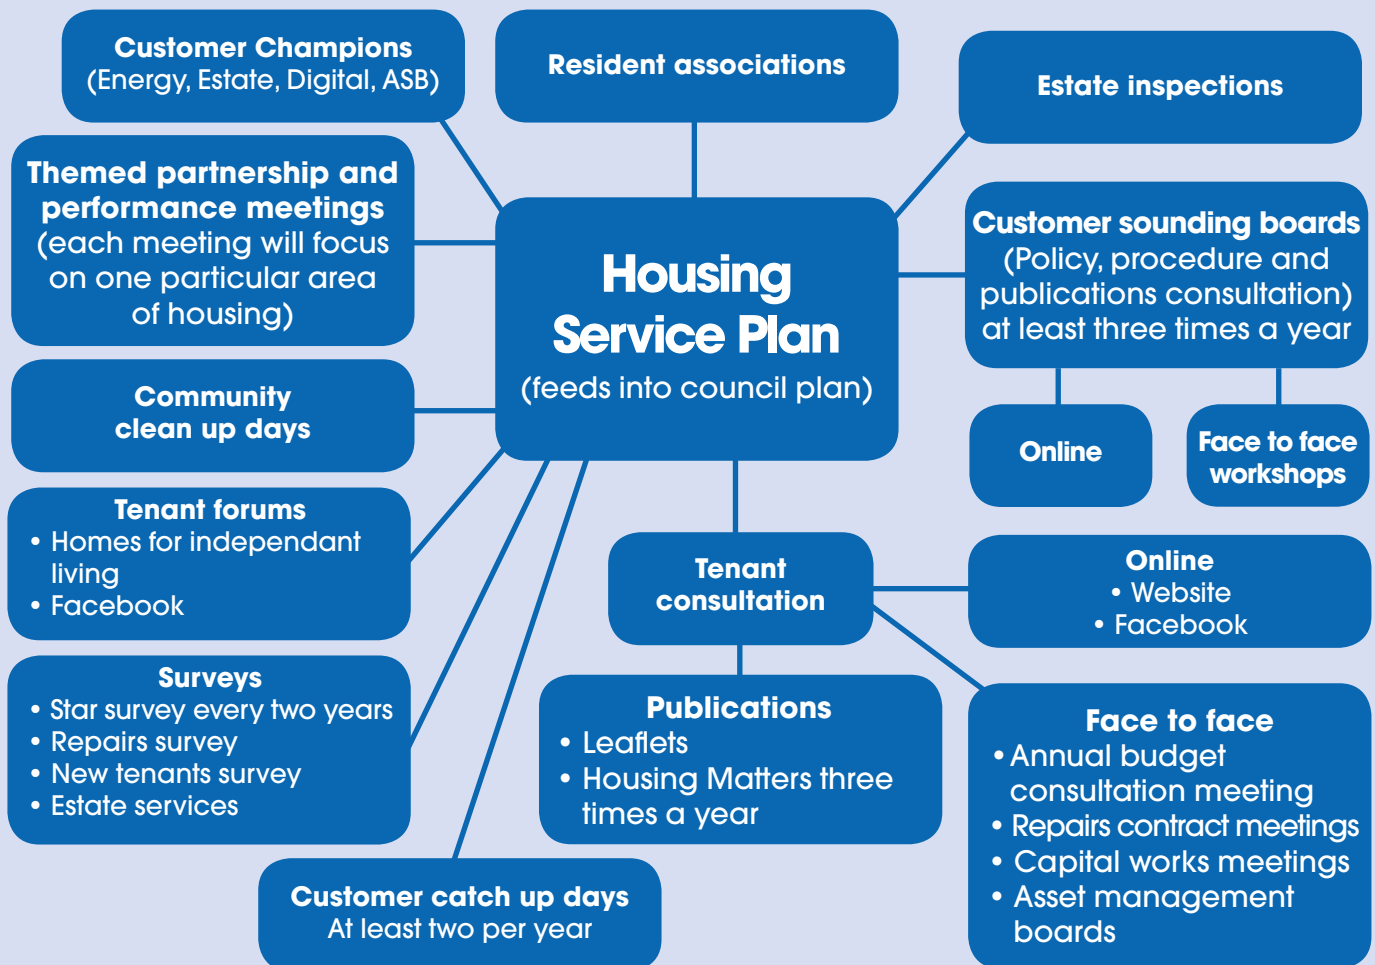 Customer Champions
(Energy, Estate, Digital, ASB)
Resident associations
Estate inspections
Themed partnership and
performance meetings
(each meeting will focus
on one particular area
of housing)
Housing
Service Plan
(feeds into council plan)
Customer sounding boards
(Policy, procedure and
publications consultation)
at least three times a year
Online
Face to face
workshops
Community
clean up days
Tenant forums
• Homes for independant
living
• Facebook
Tenant
consultation
Online
• Website
• Facebook
Surveys
• Star survey every two years
• Repairs survey
• New tenants survey
• Estate services
Publications
• Leaflets
• Housing Matters three
times a year
Face to face
• Annual budget
consultation meeting
• Repairs contract meetings
• Capital works meetings
• Asset management
boards
Customer catch up days
At least two per year